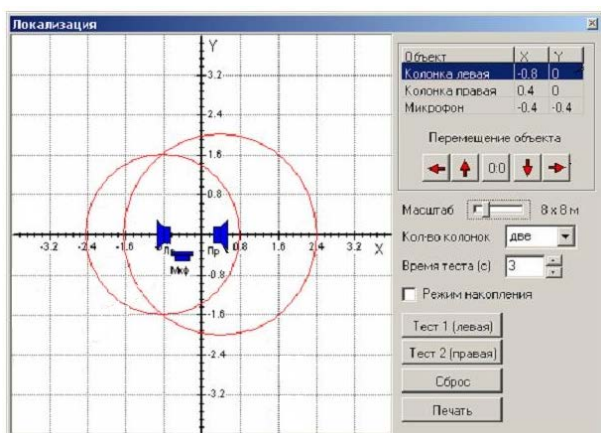 Локализация
Y
3.2
2.4
1.6
0.8
-3.2 -2.4 -1.6 0.8 1.6 2.4 3.2 X
Пр
Мкф
-0.8
-1.6
-2.4
-3.2
Объект X Y
Колонка левая -0.8 0
Колонка правая 0.4 0
Микрофон -0.4 -0.4
Перемещение объекта
0:0
Масштаб 8 x 8 м
Кол-во колонок две
Время теста (с) 3
Режим накопления
Тест 1 (левая)
Тест 2 (правая)
Сброс
Печать